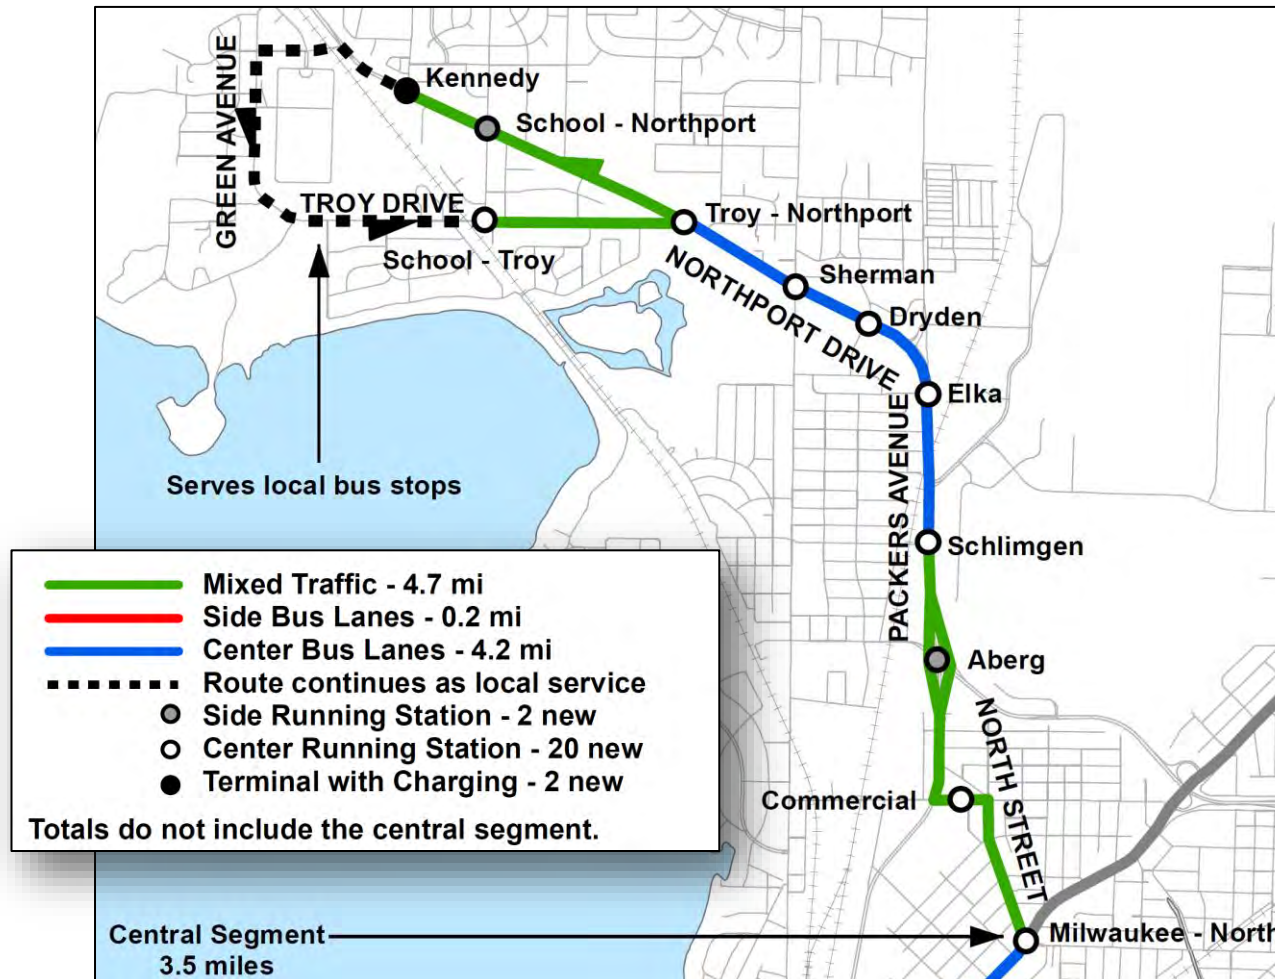 GREEN AVENUE
Kennedy
School - Northport
TROY DRIVE
School - Troy
Troy - Northport
NORTHPORT DRIVE
Sherman
Dryden
Elka
PACKERS AVENUE
Serves local bus stops
Schlimgen
Aberg
NORTH STREET
Commercial
Mixed Traffic - 4.7 mi
Side Bus Lanes - 0.2 mi
Center Bus Lanes - 4.2 mi
Route continues as local service
Side Running Station - 2 new
Center Running Station - 20 new
Terminal with Charging - 2 new
Totals do not include the central segment.
Central Segment
3.5 miles
Milwaukee - North